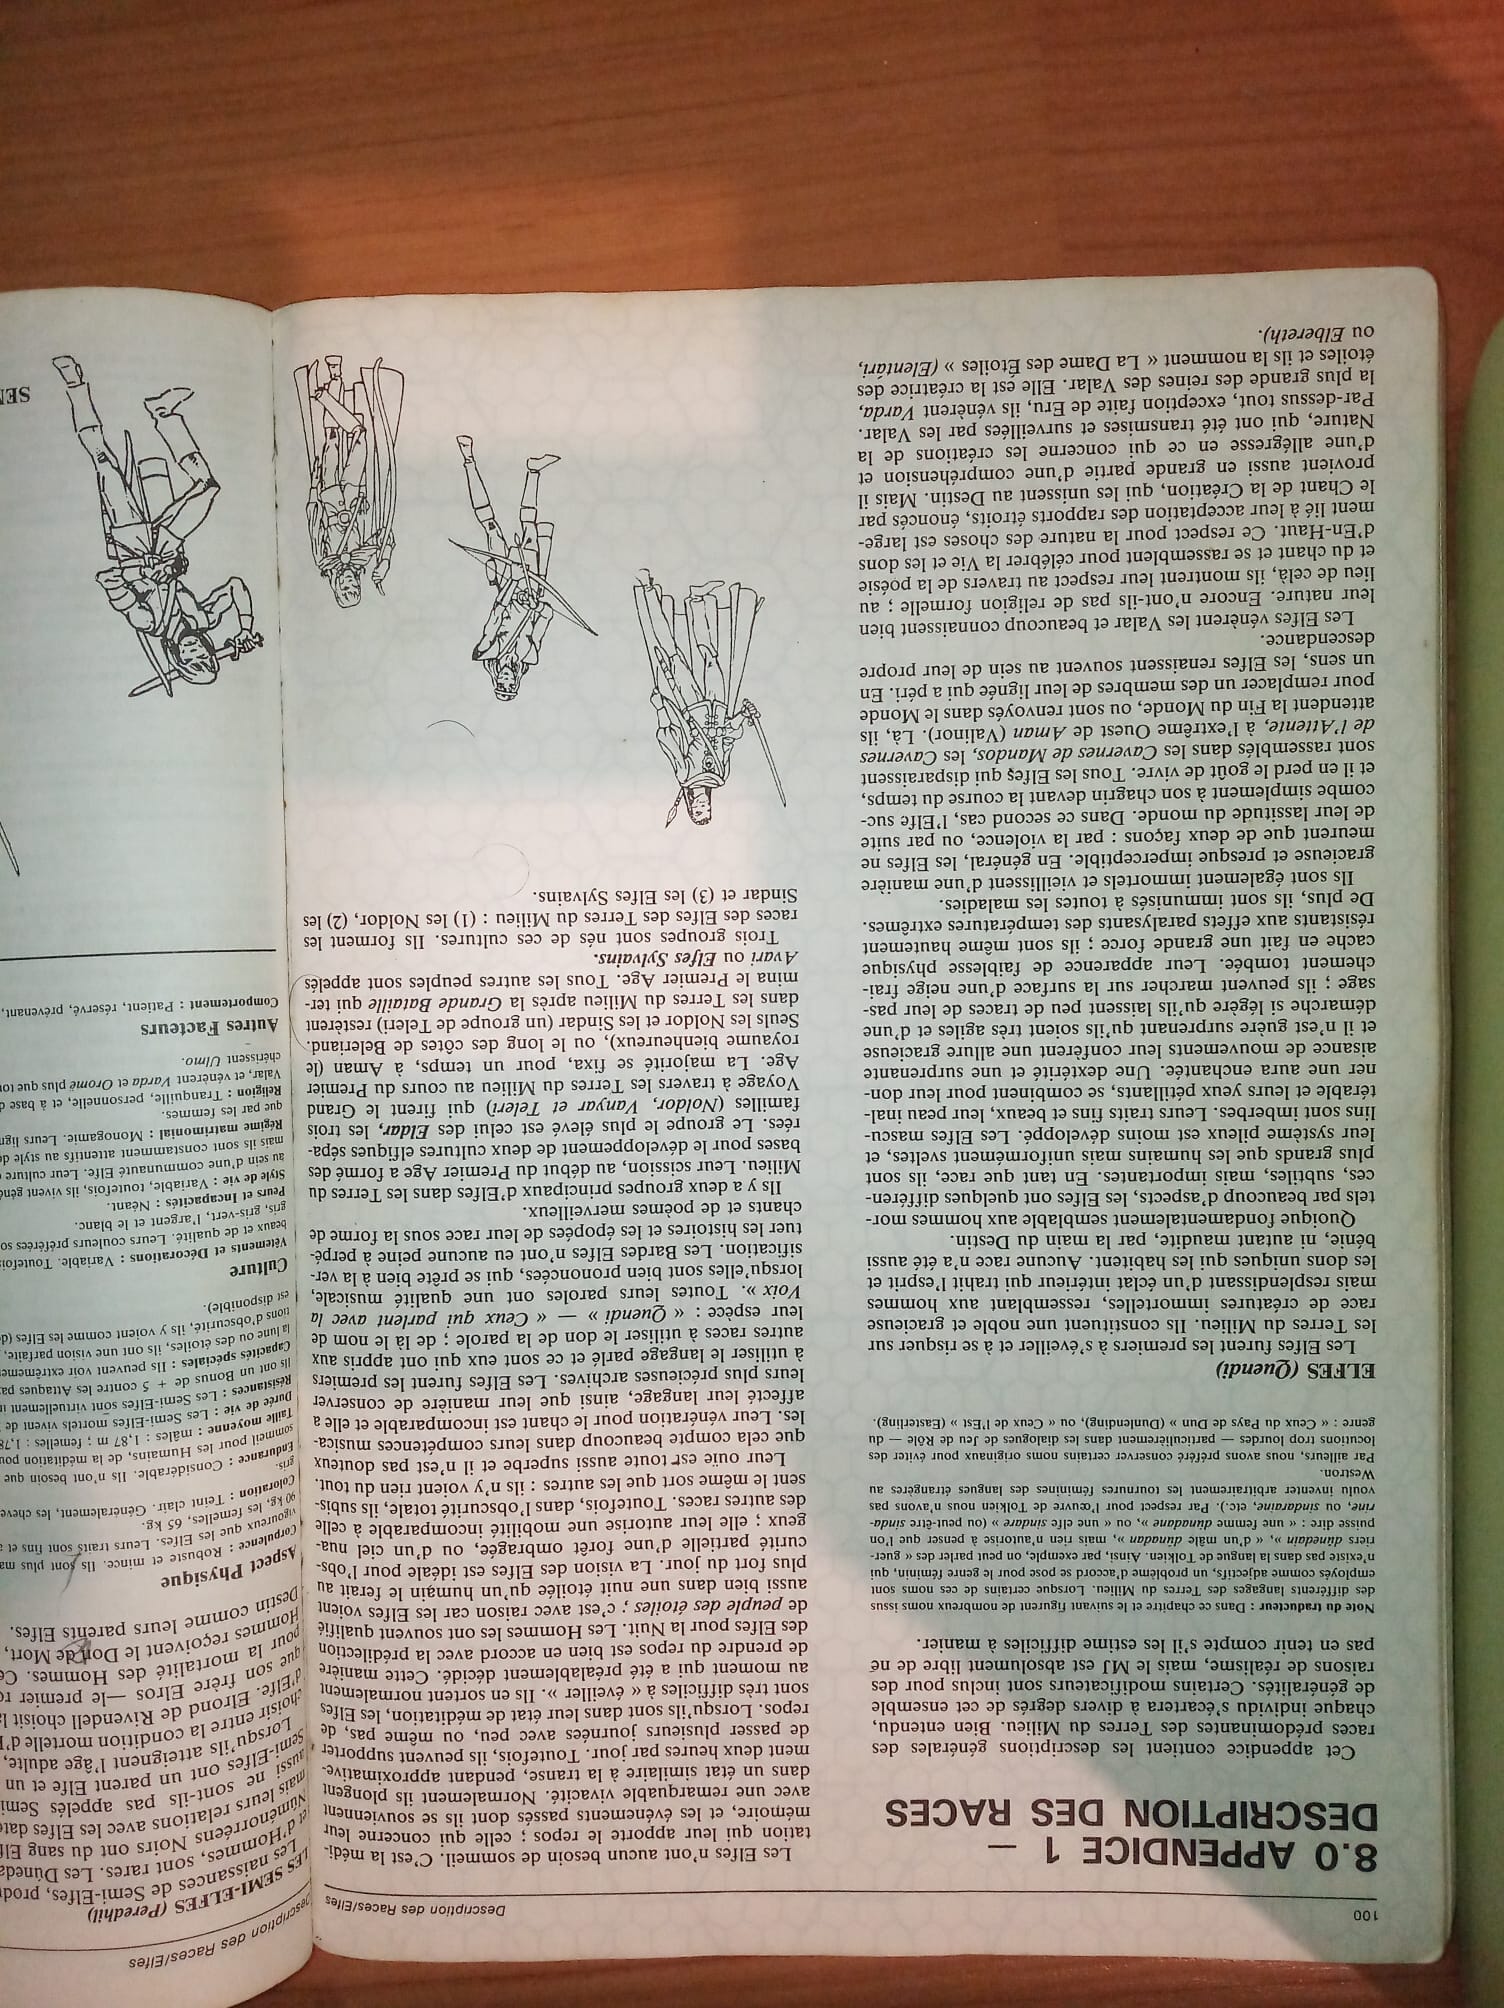 100
Description des Races/Elfes
8.0 APPENDICE 1 –
DESCRIPTION DES RACES
Cet appendice contient les descriptions générales des
races prédominantes des Terres du Milieu. Bien entendu,
chaque individu s'écartera à divers degrés de cet ensemble
de généralités. Certains modificateurs sont inclus pour des
raisons de réalisme, mais le MJ est absolument libre de ne
pas en tenir compte s'il les estime difficiles à manier.
Note du traducteur : Dans ce chapitre et le suivant figurent de nombreux noms issus
des différents langages des Terres du Milieu. Lorsque certains de ces noms sont
employés comme adjectifs, un problème d'accord se pose pour le genre féminin, qui
n'existe pas dans la langue de Tolkien. Ainsi, par exemple, on peut parler des « guer-
riers dúnedain », « d'un mâle dúnadan », mais rien n'autorise à penser que l'on
puisse dire : « une femme dúnadane », ou « une elfe sindare » (ou peut-être sinda-
rine, ou sindaraine, etc.). Par respect pour l'œuvre de Tolkien nous n'avons pas
voulu inventer arbitrairement les tournures féminines des langues étrangères au
Westron.
Par ailleurs, nous avons préféré conserver certains noms originaux pour éviter des
locutions trop lourdes — particulièrement dans les dialogues de Jeu de Rôle — du
genre : « Ceux du Pays de Dun » (Dunlending), ou « Ceux de l'Est » (Easterling).
ELFES (Quendi)
Les Elfes furent les premiers à s'éveiller et à se risquer sur
les Terres du Milieu. Ils constituent une noble et gracieuse
race de créatures immortelles, ressemblant aux hommes
mais resplendissant d'un éclat intérieur qui trahit l'esprit et
les dons uniques qui les habitent. Aucune race n'a été aussi
bénie, ni autant maudite, par la main du Destin.
Quoique fondamentalement semblable aux hommes mor-
tels par beaucoup d'aspects, les Elfes ont quelques différen-
ces, subtiles, mais importantes. En tant que race, ils sont
plus grands que les humains mais uniformément sveltes, et
leur système pileux est moins développé. Les Elfes mascu-
lins sont imberbes. Leurs traits fins et beaux, leur peau inal-
térable et leurs yeux pétillants, se combinent pour leur don-
ner une aura enchantée. Une dextérité et une surprenante
aisance de mouvements leur confèrent une allure gracieuse
et il n'est guère surprenant qu'ils soient très agiles et d'une
démarche si légère qu'ils laissent peu de traces de leur pas-
sage ; ils peuvent marcher sur la surface d'une neige fraî-
chement tombée. Leur apparence de faiblesse physique
cache en fait une grande force ; ils sont même hautement
résistants aux effets paralysants des températures extrêmes.
De plus, ils sont immunisés à toutes les maladies.
Ils sont également immortels et vieillissent d'une manière
gracieuse et presque imperceptible. En général, les Elfes ne
meurent que de deux façons : par la violence, ou par suite
de leur lassitude du monde. Dans ce second cas, l'Elfe suc-
combe simplement à son chagrin devant la course du temps,
et il en perd le goût de vivre. Tous les Elfes qui disparaissent
sont rassemblés dans les Cavernes de Mandos, les Cavernes
de l'Attente, à l'extrême Ouest de Aman (Valinor). Là, ils
attendent la Fin du Monde, ou sont renvoyés dans le Monde
pour remplacer un des membres de leur lignée qui a péri. En
un sens, les Elfes renaissent souvent au sein de leur propre
descendance.
Les Elfes vénèrent les Valar et beaucoup connaissent bien
leur nature. Encore n'ont-ils pas de religion formelle ; au
lieu de celà, ils montrent leur respect au travers de la poésie
et du chant et se rassemblent pour célébrer la Vie et les dons
d'En-Haut. Ce respect pour la nature des choses est large-
ment lié à leur acceptation des rapports étroits, énoncés par
le Chant de la Création, qui les unissent au Destin. Mais il
provient aussi en grande partie d'une compréhension et
d'une allégresse en ce qui concerne les créations de la
Nature, qui ont été transmises et surveillées par les Valar.
Par-dessus tout, exception faite de Eru, ils vénèrent Varda,
la plus grande des reines des Valar. Elle est la créatrice des
étoiles et ils la nomment « La Dame des Étoiles » (Elentári,
ou Elbereth).
Les Elfes n'ont aucun besoin de sommeil. C'est la médi-
tation qui leur apporte le repos ; celle qui concerne leur
mémoire, et les événements passés dont ils se souviennent
avec une remarquable vivacité. Normalement ils plongent
dans un état similaire à la transe, pendant approximative-
ment deux heures par jour. Toutefois, ils peuvent supporter
de passer plusieurs journées avec peu, ou même pas, de
repos. Lorsqu'ils sont dans leur état de méditation, les Elfes
sont très difficiles à « éveiller ». Ils en sortent normalement
au moment qui a été préalablement décidé. Cette manière
de prendre du repos est bien en accord avec la prédilection
des Elfes pour la Nuit. Les Hommes les ont souvent qualifié
de peuple des étoiles ; c'est avec raison car les Elfes voient
aussi bien dans une nuit étoilée qu'un humain le ferait au
plus fort du jour. La vision des Elfes est idéale pour l'obs-
curité partielle d'une forêt ombragée, ou d'un ciel nua-
geux ; elle leur autorise une mobilité incomparable à celle
des autres races. Toutefois, dans l'obscurité totale, ils subis-
sent le même sort que les autres : ils n'y voient rien du tout.
Leur ouïe est toute aussi superbe et il n'est pas douteux
que cela compte beaucoup dans leurs compétences musica-
les. Leur vénération pour le chant est incomparable et elle a
affecté leur langage, ainsi que leur manière de conserver
leurs plus précieuses archives. Les Elfes furent les premiers
à utiliser le langage parlé et ce sont eux qui ont appris aux
autres races à utiliser le don de la parole ; de là le nom de
leur espèce : « Quendi » — « Ceux qui parlent avec la
Voix ». Toutes leurs paroles ont une qualité musicale,
lorsqu'elles sont bien prononcées, qui se prête bien à la ver-
sification. Les Bardes Elfes n'ont eu aucune peine à perpé-
tuer les histoires et les épopées de leur race sous la forme de
chants et de poèmes merveilleux.
Ils y a deux groupes principaux d'Elfes dans les Terres du
Milieu. Leur scission, au début du Premier Age a formé des
bases pour le développement de deux cultures elfiques sépa-
rées. Le groupe le plus élevé est celui des Eldar, les trois
familles (Noldor, Vanyar et Teleri) qui firent le Grand
Voyage à travers les Terres du Milieu au cours du Premier
Age. La majorité se fixa, pour un temps, à Aman (le
royaume bienheureux), ou le long des côtes de Beleriand.
Seuls les Noldor et les Sindar (un groupe de Teleri) restèrent
dans les Terres du Milieu après la Grande Bataille qui ter-
mina le Premier Age. Tous les autres peuples sont appelés
Avari ou Elfes Sylvains.
Trois groupes sont nés de ces cultures. Ils forment les
races des Elfes des Terres du Milieu : (1) les Noldor, (2) les
Sindar et (3) les Elfes Sylvains.
Description des Races/Elfes
LES SEMI-ELFES (Peredhil)
Les naissances de Semi-Elfes, produ
et d'Hommes, sont rares. Les Dúneda
Númenoréens Noirs ont du sang Elf
mais leurs relations avec les Elfes date
aussi ne sont-ils pas appelés Semi
Semi-Elfes ont un parent Elfe et un
Lorsqu'ils atteignent l'âge adulte,
choisir entre la condition mortelle d'H
d'Elfe. Elrond de Rivendell choisit la
que son frère Elros —le premier ro
pour la mortalité des Hommes. Ce
Hommes reçoivent le Don de Mort,
Destin comme leurs parents Elfes.
Aspect Physique
Corpulence : Robuste et mince. Ils sont plus ma
vigoureux que les Elfes. Leurs traits sont fins et
90 kg, les femelles, 65 kg.
Coloration : Teint clair. Généralement, les cheve
gris.
Endurance : Considérable. Ils n'ont besoin que
sommeil pour les Humains, de la méditation pou
Taille moyenne : mâles : 1,87 m ; femelles : 1,78
Durée de vie : Les Semi-Elfes mortels vivent de
Résistances : Les Semi-Elfes sont virtuellement i
Ils ont un Bonus de + 5 contre les Attaques pa
Capacités spéciales : Ils peuvent voir extrêmeme
la lune ou des étoiles, ils ont une vision parfaite,
tions d'obscurité, ils y voient comme les Elfes (d
est disponible).
Culture
Vêtements et Décorations : Variable. Toutefois
beaux et de qualité. Leurs couleurs préférées so
gris, gris-vert, l'argent et le blanc.
Peurs et Incapacités : Néant.
Style de vie : Variable, toutefois, ils vivent géné
au sein d'une communauté Elfe. Leur culture
mais ils sont constamment attentifs au style de
Régime matrimonial : Monogamie. Leurs lign
que par les femmes.
Religion : Tranquille, personnelle, et à base d
Valar, et vénèrent Varda et Oromë plus que tou
chérissent Ulmo.
Autres Facteurs
Comportement : Patient, réservé, prévenant,
SEM